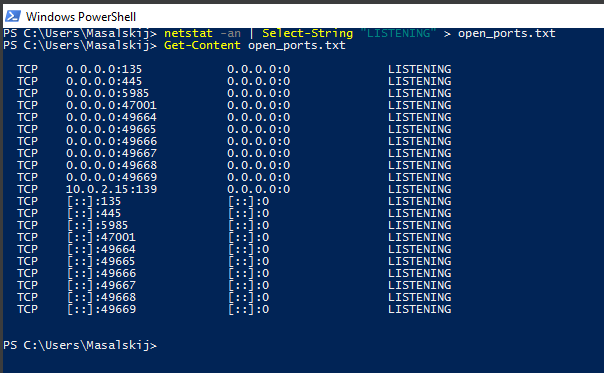 Windows PowerShell
PS C:\Users\Masalskij> netstat -an | Select-String "LISTENING" > open_ports.txt
PS C:\Users\Masalskij> Get-Content open_ports.txt
TCP    0.0.0.0:135            0.0.0.0:0              LISTENING
TCP    0.0.0.0:445            0.0.0.0:0              LISTENING
TCP    0.0.0.0:5985           0.0.0.0:0              LISTENING
TCP    0.0.0.0:47001          0.0.0.0:0              LISTENING
TCP    0.0.0.0:49664          0.0.0.0:0              LISTENING
TCP    0.0.0.0:49665          0.0.0.0:0              LISTENING
TCP    0.0.0.0:49666          0.0.0.0:0              LISTENING
TCP    0.0.0.0:49667          0.0.0.0:0              LISTENING
TCP    0.0.0.0:49668          0.0.0.0:0              LISTENING
TCP    0.0.0.0:49669          0.0.0.0:0              LISTENING
TCP    10.0.2.15:139          0.0.0.0:0              LISTENING
TCP    [::]:135               [::]:0                 LISTENING
TCP    [::]:445               [::]:0                 LISTENING
TCP    [::]:5985              [::]:0                 LISTENING
TCP    [::]:47001             [::]:0                 LISTENING
TCP    [::]:49664             [::]:0                 LISTENING
TCP    [::]:49665             [::]:0                 LISTENING
TCP    [::]:49666             [::]:0                 LISTENING
TCP    [::]:49667             [::]:0                 LISTENING
TCP    [::]:49668             [::]:0                 LISTENING
TCP    [::]:49669             [::]:0                 LISTENING
PS C:\Users\Masalskij>